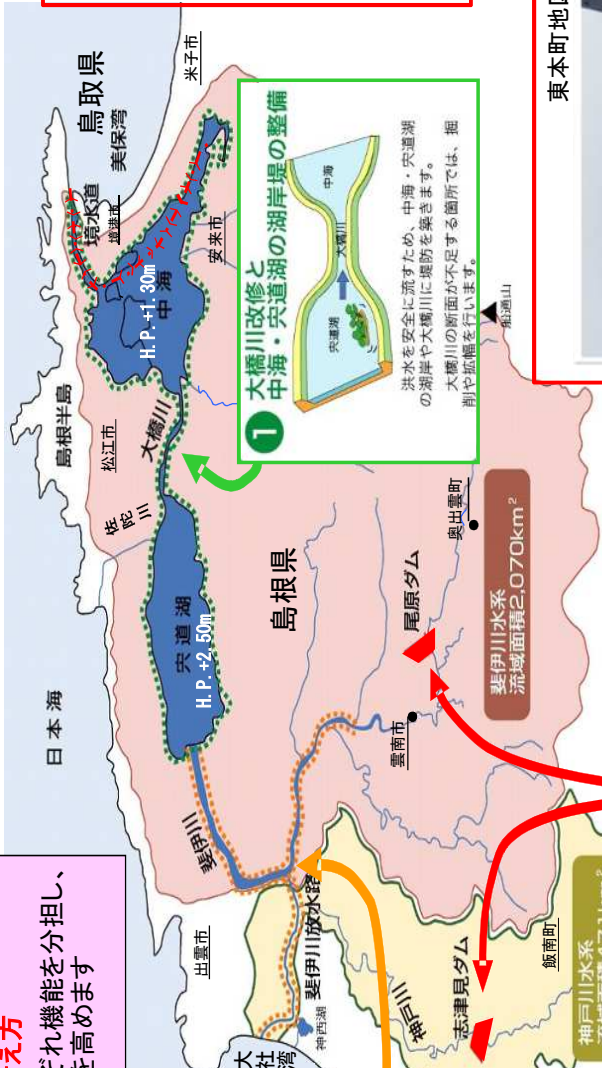 え方
ぞれ機能を分担し、
を高めます
日本海
島根半島
境水道
境港市
美保湾
鳥取県
米子市
中海
H.P.+1.30m
安来市
松江市
大橋川
佐陀川
宍道湖
H.P.+2.50m
島根県
斐伊川
出雲市
大社湾
神西湖
斐伊川放水路
神戸川
志津見ダム
飯南町
雲南市
尾原ダム
奥出雲町
船通山
斐伊川水系
流域面積2,070km²
神戸川水系
1 大橋川改修と
中海・宍道湖の湖岸堤の整備
宍道湖
大橋川
中海
洪水を安全に流すため、中海・宍道湖
の湖岸や大橋川に堤防を築きます。
大橋川の断面が不足する箇所では、掘
削や拡幅を行います。
東本町地区